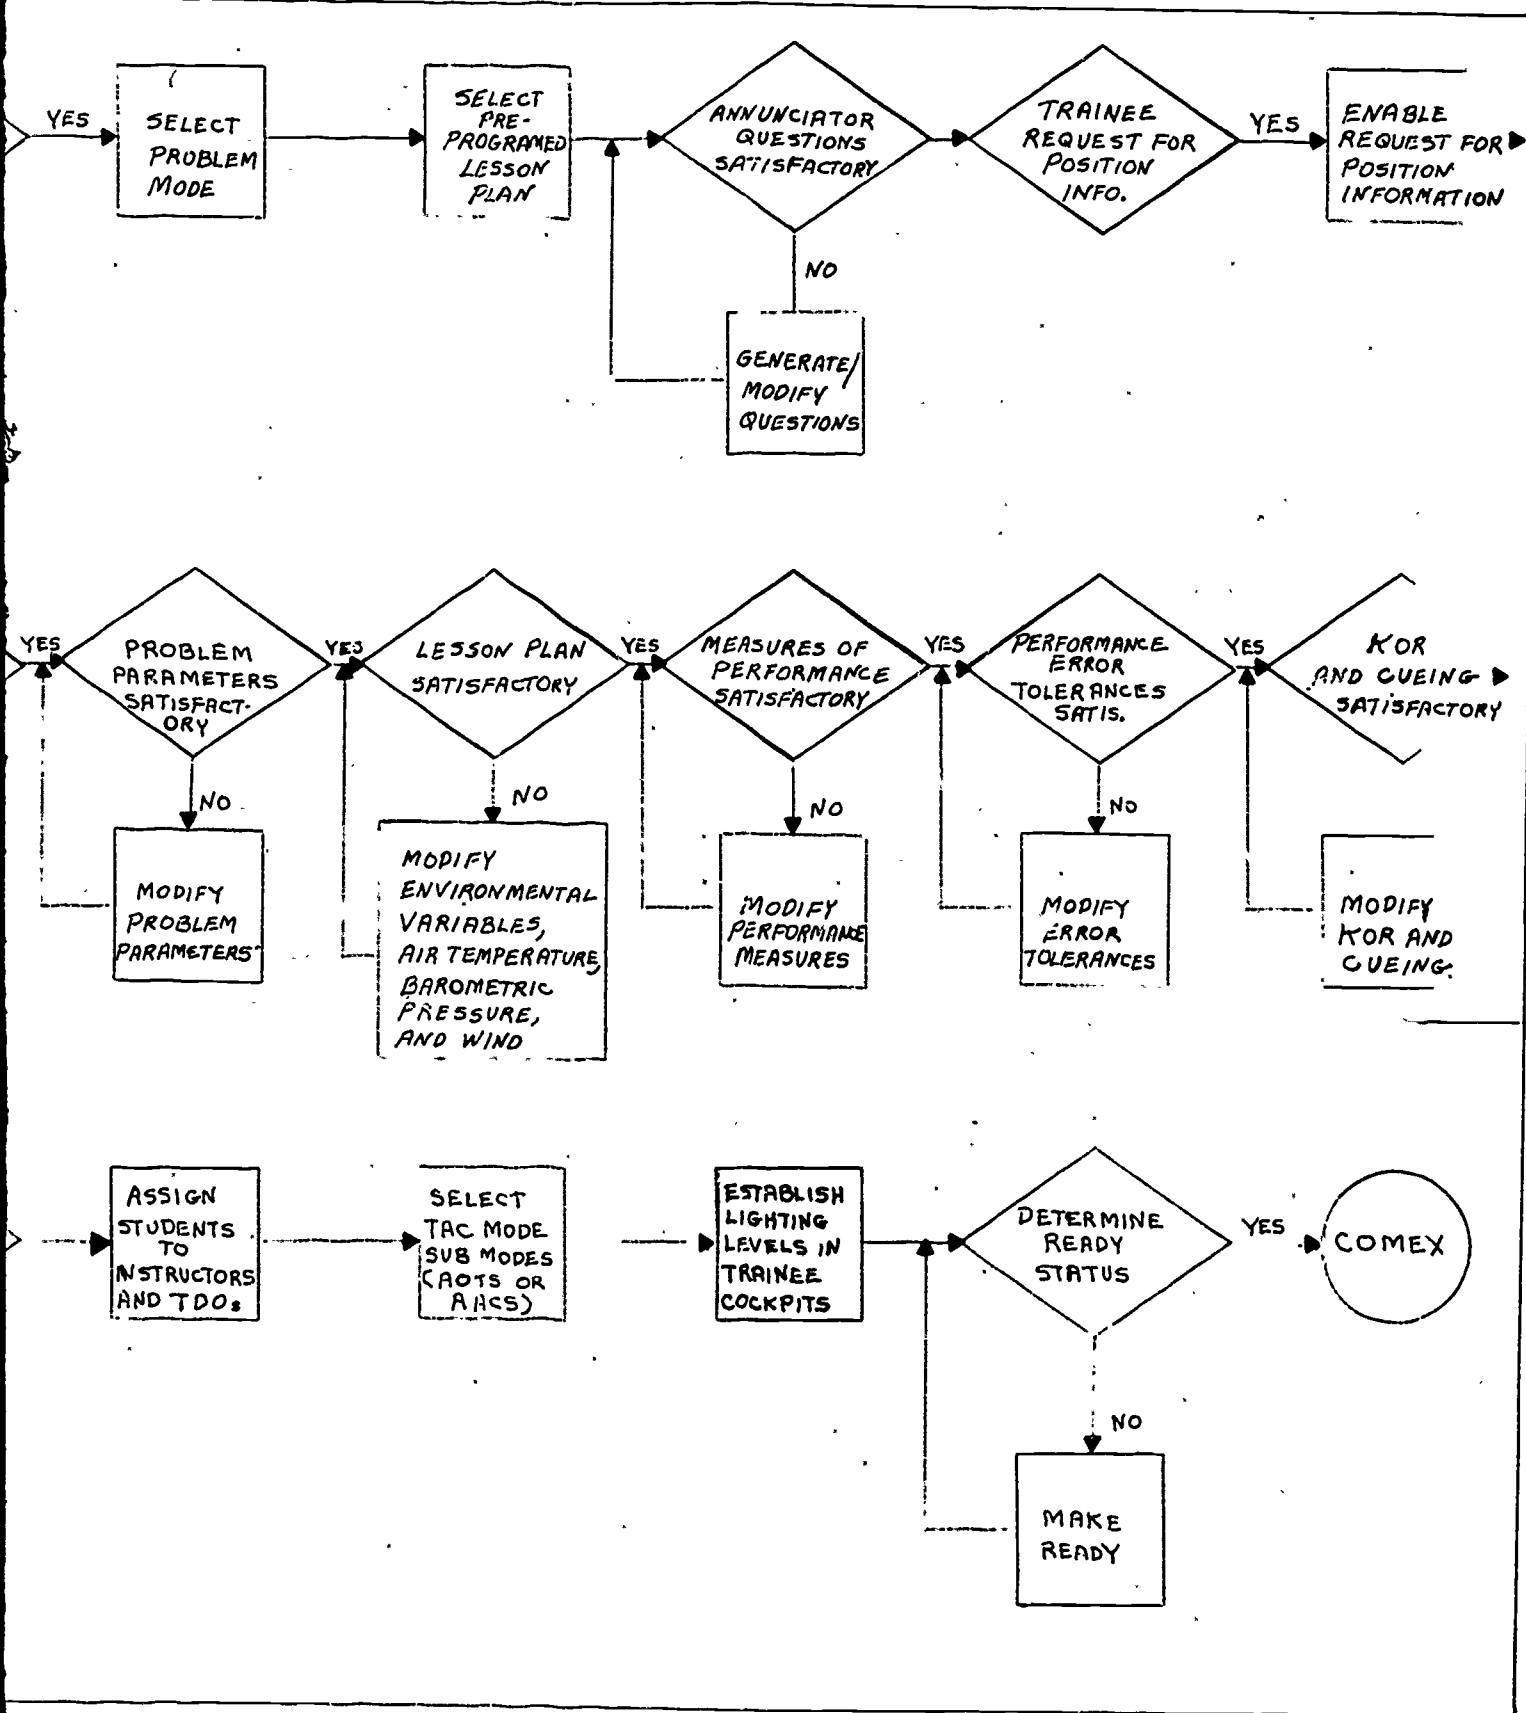 YES
SELECT
PROBLEM
MODE
SELECT
PRE-
PROGRAMED
LESSON
PLAN
ANNUNCIATOR
QUESTIONS
SATISFACTORY
TRAINEE
REQUEST FOR
POSITION
INFO.
YES
ENABLE
REQUEST FOR
POSITION
INFORMATION
NO
GENERATE/
MODIFY
QUESTIONS
YES
PROBLEM
PARAMETERS
SATISFACT-
ORY
YES
LESSON PLAN
SATISFACTORY
YES
MEASURES OF
PERFORMANCE
SATISFACTORY
YES
PERFORMANCE
ERROR
TOLERANCES
SATIS.
YES
KOR
AND CUEING
SATISFACTORY
NO
MODIFY
PROBLEM
PARAMETERS
NO
MODIFY
ENVIRONMENTAL
VARIABLES,
AIR TEMPERATURE,
BAROMETRIC
PRESSURE,
AND WIND
NO
MODIFY
PERFORMANCE
MEASURES
NO
MODIFY
ERROR
TOLERANCES
MODIFY
KOR AND
CUEING.
ASSIGN
STUDENTS
TO
INSTRUCTORS
AND TDOs
SELECT
TAC MODE
SUB MODES
(AOTS OR
AHCS)
ESTABLISH
LIGHTING
LEVELS IN
TRAINEE
COCKPITS
DETERMINE
READY
STATUS
YES
COMEX
NO
MAKE
READY